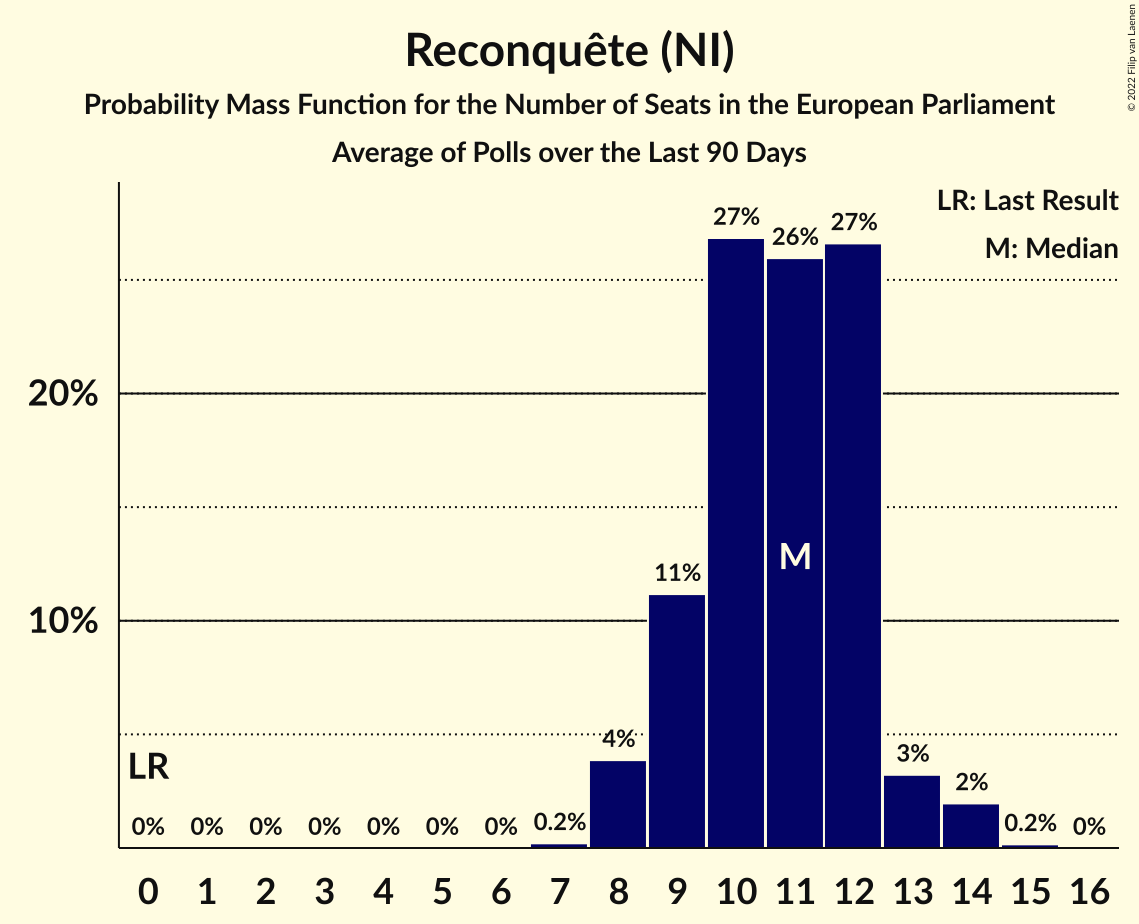 Reconquête (NI)
Probability Mass Function for the Number of Seats in the European Parliament
Average of Polls over the Last 90 Days
© 2022 Filip van Laenen
LR: Last Result
M: Median
27%
26%
27%
20%
M
11%
10%
4%
3%
2%
LR
0%
0%
0%
0%
0%
0%
0%
0.2%
0.2%
0%
0 1 2 3 4 5 6 7 8 9 10 11 12 13 14 15 16